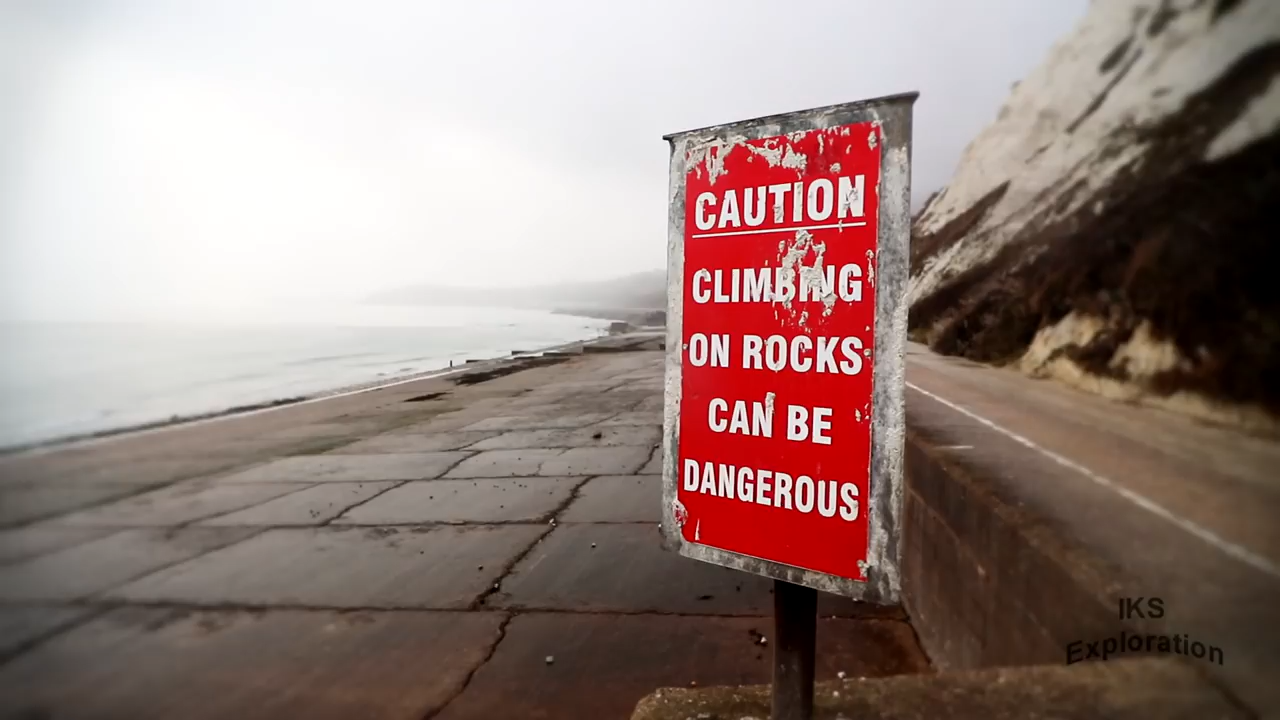 CAUTION
CLIMBING
ON ROCKS
CAN BE
DANGEROUS
IKS
Exploration